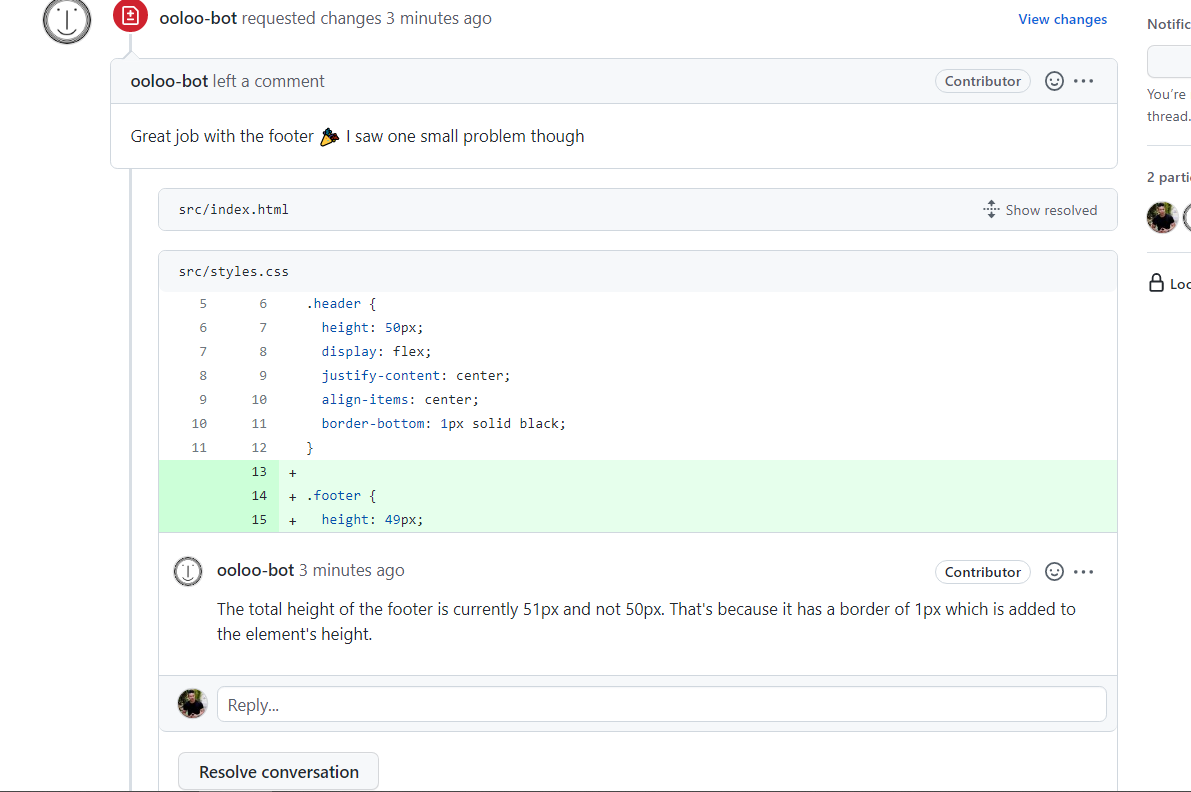 ooloo-bot requested changes 3 minutes ago
View changes
Notific
ooloo-bot left a comment
Contributor
You're
thread.
Great job with the footer 🎉 I saw one small problem though
2 parti
src/index.html
Show resolved
src/styles.css
Loc
5 6 .header {
6 7 height: 50px;
7 8 display: flex;
8 9 justify-content: center;
9 10 align-items: center;
10 11 border-bottom: 1px solid black;
11 12 }
13 +
14 + .footer {
15 + height: 49px;
ooloo-bot 3 minutes ago
Contributor
The total height of the footer is currently 51px and not 50px. That's because it has a border of 1px which is added to
the element's height.
Reply...
Resolve conversation